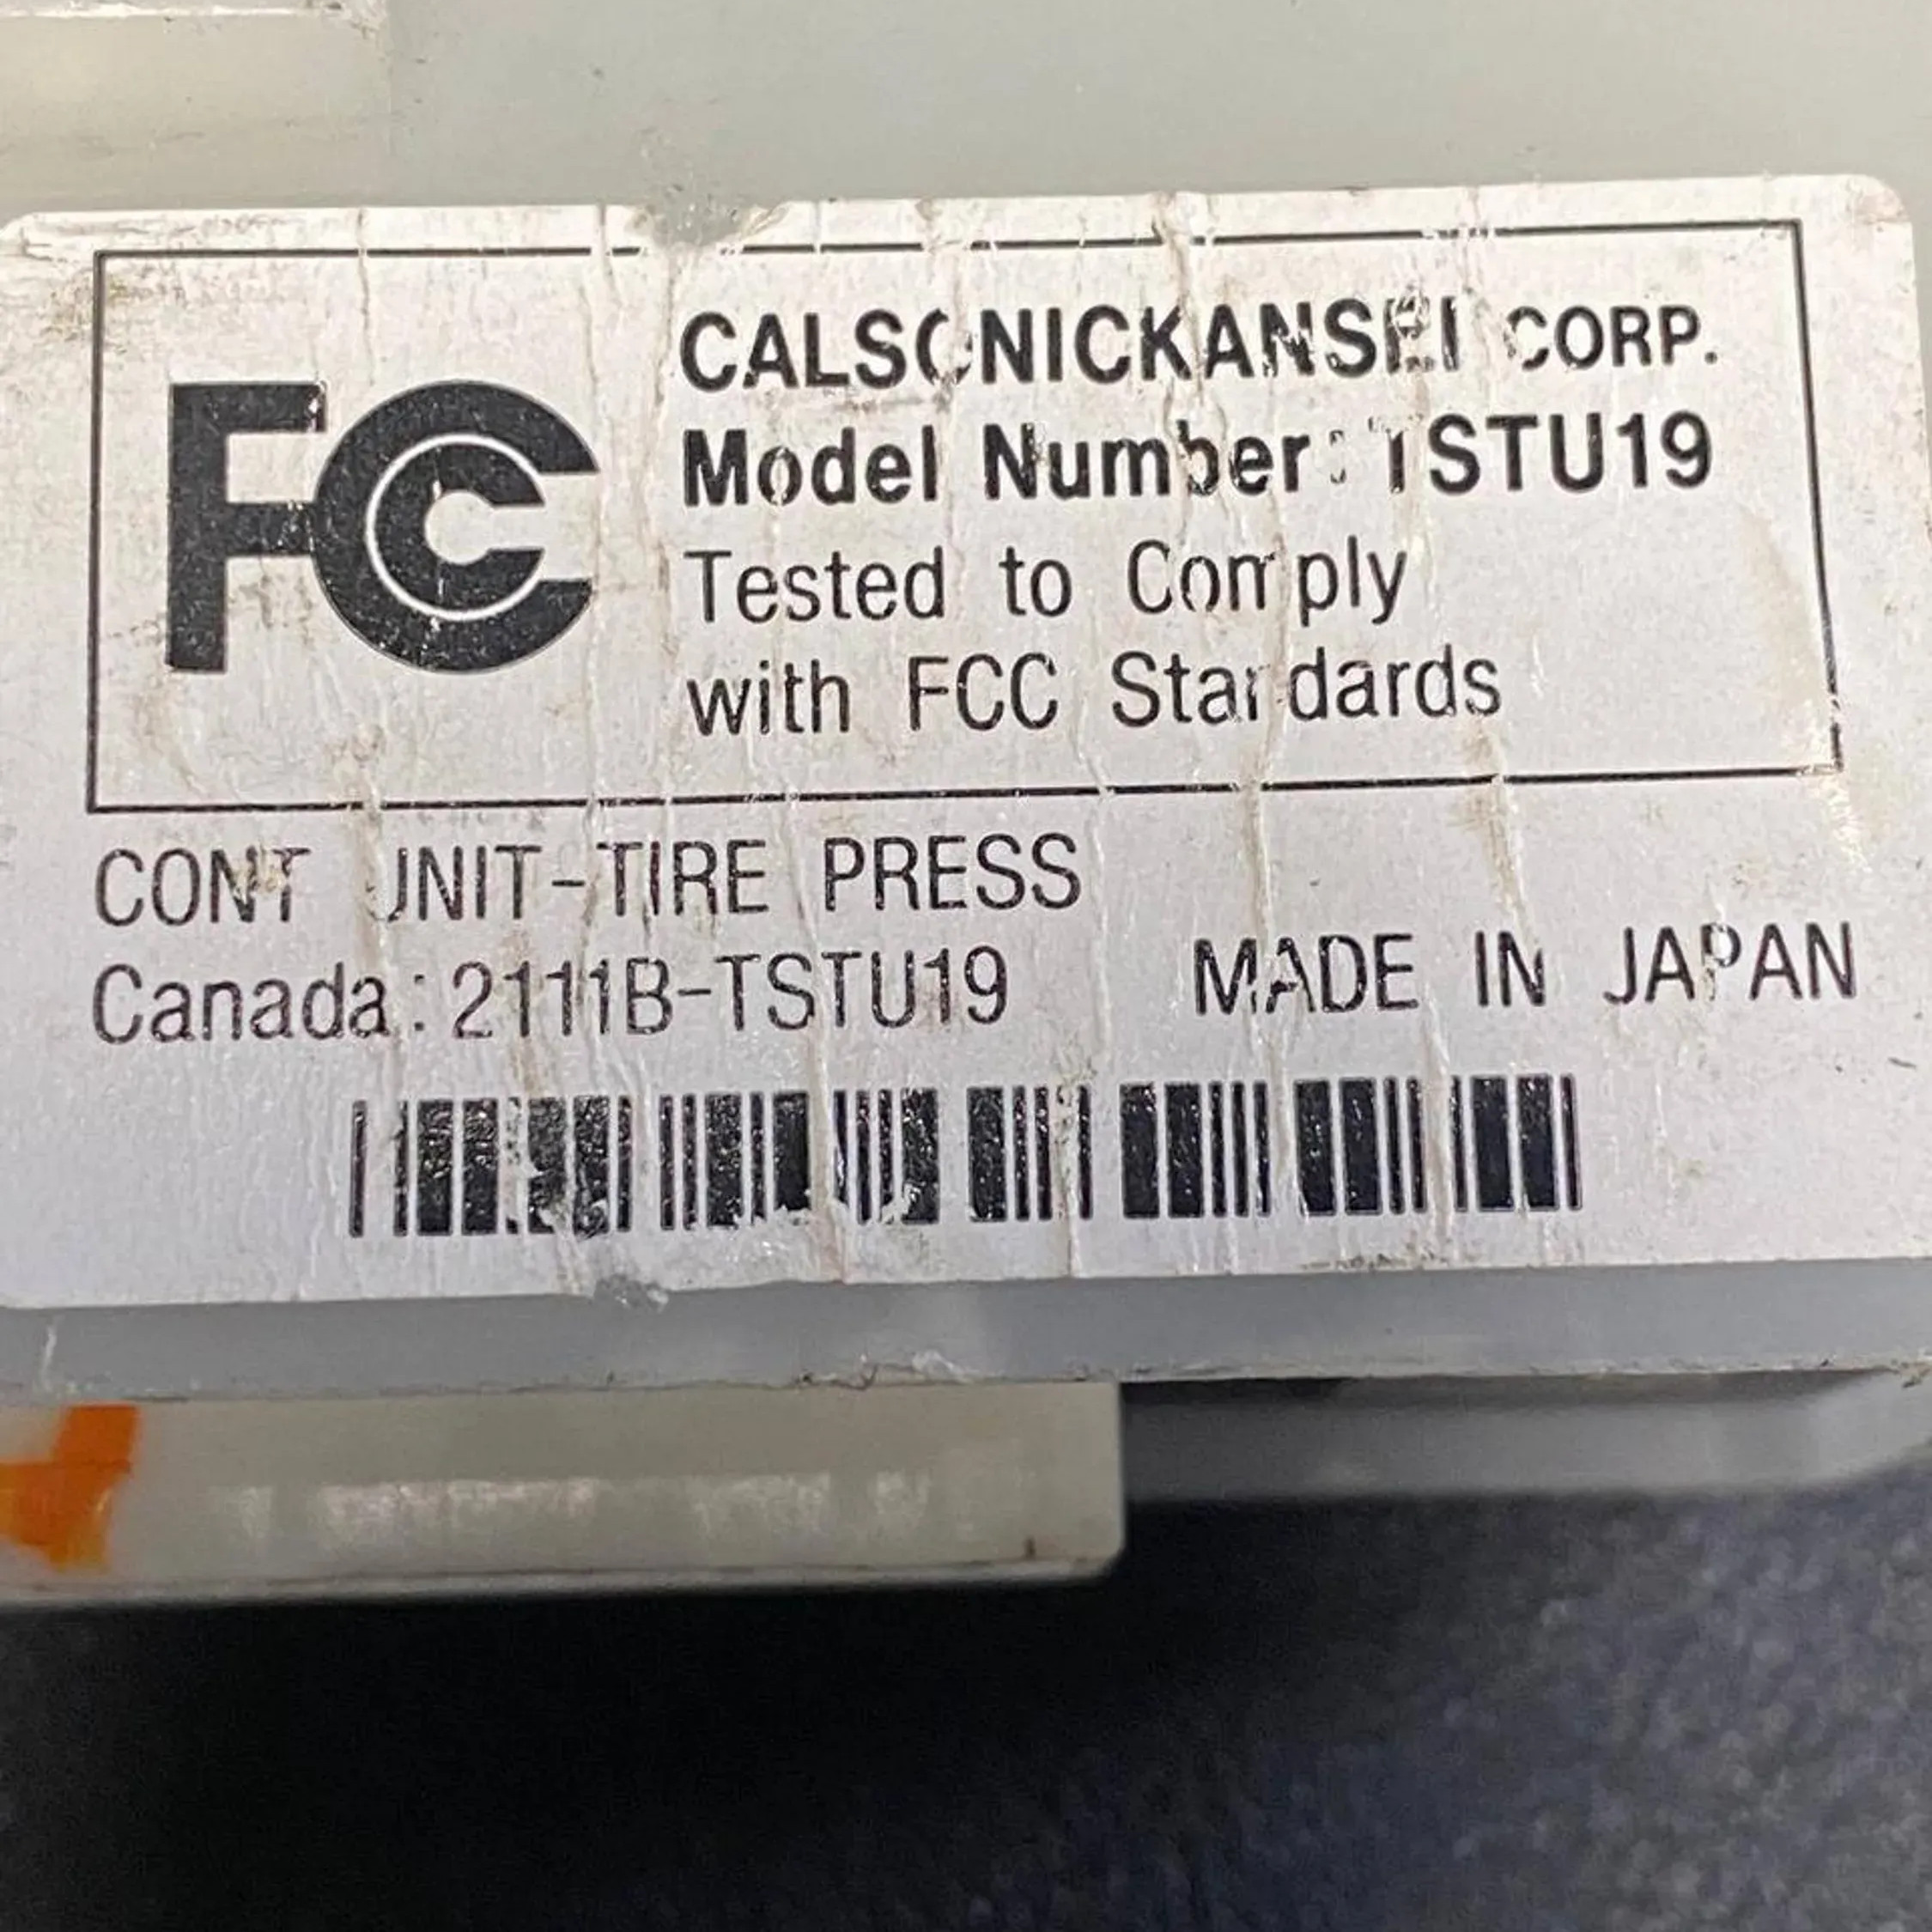 FC CALSONICKANSEI CORP.
Model Number: TSTU19
Tested to Comply
with FCC Standards
CONT UNIT-TIRE PRESS
Canada: 2111B-TSTU19 MADE IN JAPAN